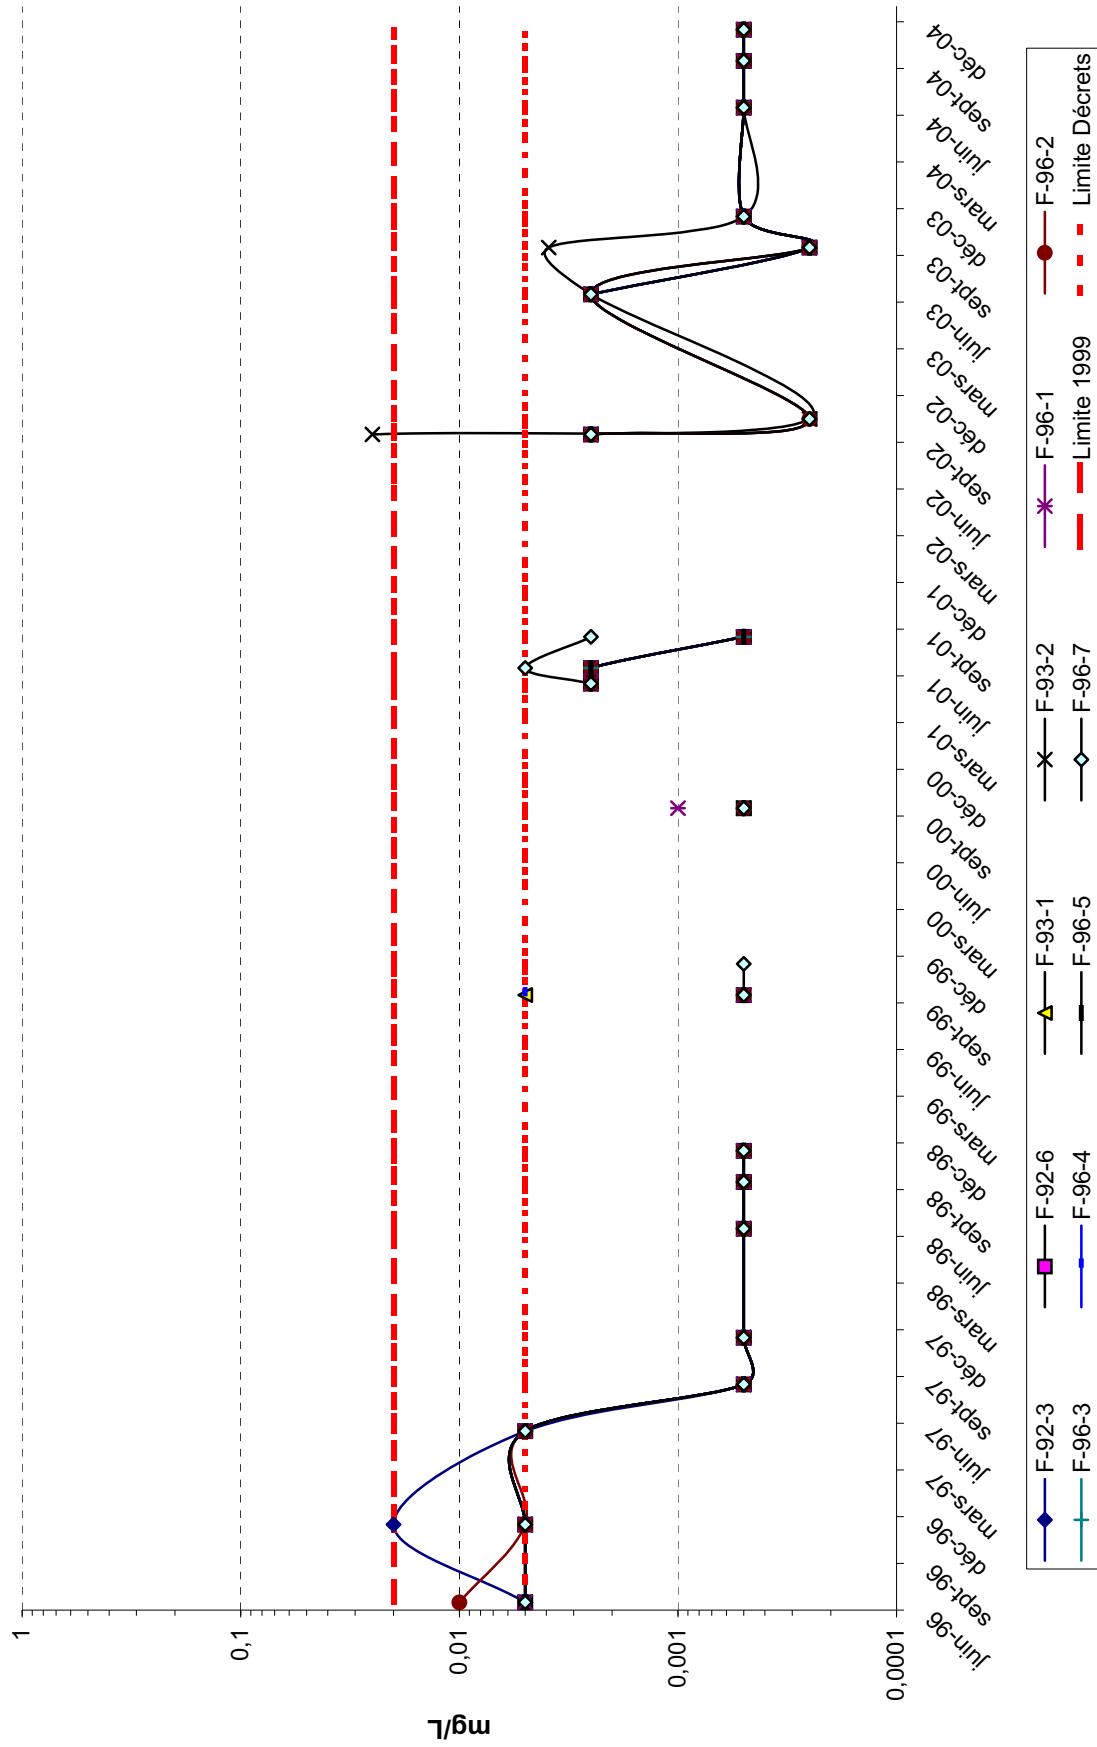 mg/L
1
0,1
0,01
0,001
0,0001
juin-96
sept-96
déc-96
mars-97
juin-97
sept-97
déc-97
mars-98
juin-98
sept-98
déc-98
mars-99
juin-99
sept-99
déc-99
mars-00
juin-00
sept-00
déc-00
mars-01
juin-01
sept-01
déc-01
mars-02
juin-02
sept-02
déc-02
mars-03
juin-03
sept-03
déc-03
mars-04
juin-04
sept-04
déc-04
F-92-3 F-92-6 F-93-1 F-93-2 F-96-1 F-96-2
F-96-3 F-96-4 F-96-5 F-96-7 Limite 1999 Limite Décrets